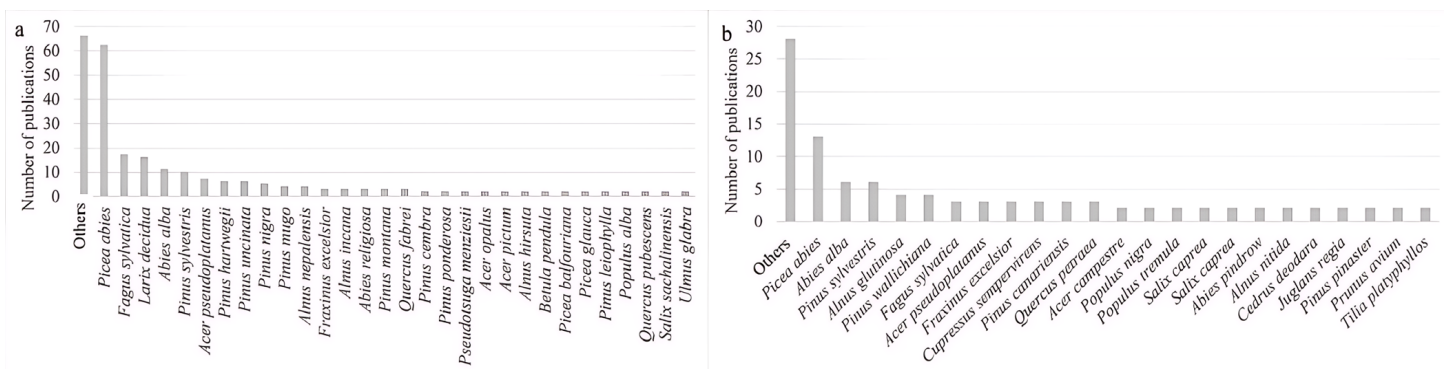 a
Number of publications
70
60
50
40
30
20
10
0
Others
Picea abies
Fagus sylvatica
Larix decidua
Abies alba
Pinus sylvestris
Acer pseudoplatanus
Pinus hartwegii
Pinus uncinata
Pinus nigra
Pinus mugo
Alnus nepalensis
Fraxinus excelsior
Alnus incana
Abies religiosa
Pinus montana
Quercus fabrei
Pinus cembra
Pinus ponderosa
Pseudotsuga menziesii
Acer opalus
Acer pictum
Alnus hirsuta
Betula pendula
Picea balfouriana
Picea glauca
Pinus leiophylla
Populus alba
Quercus pubescens
Salix sachalinensis
Ulmus glabra
b
Number of publications
30
25
20
15
10
5
0
Others
Picea abies
Abies alba
Pinus sylvestris
Alnus glutinosa
Pinus wallichiana
Fagus sylvatica
Acer pseudoplatanus
Fraxinus excelsior
Cupressus sempervirens
Pinus canariensis
Quercus petraea
Acer campestre
Populus nigra
Populus tremula
Salix caprea
Salix caprea
Abies pindrow
Alnus nitida
Cedrus deodara
Juglans regia
Pinus pinaster
Prunus avium
Tilia platyphyllos